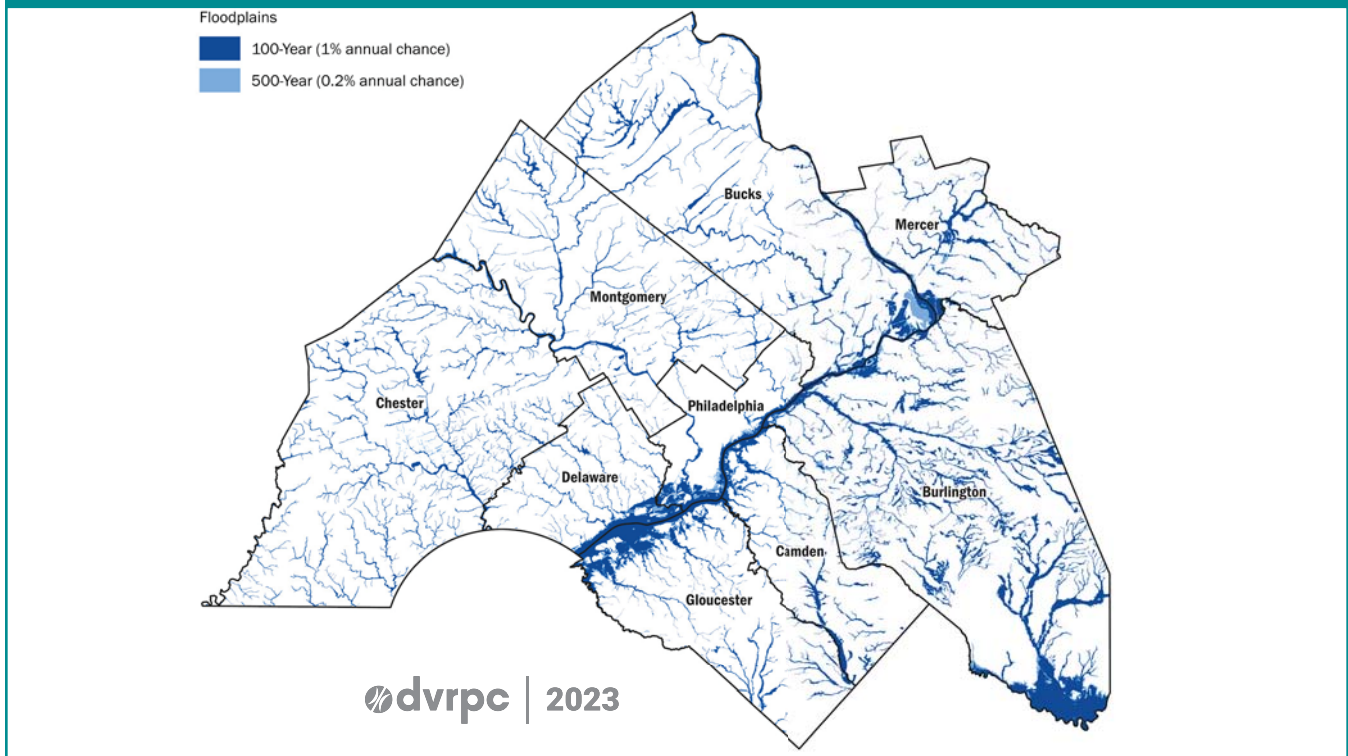 Floodplains
100-Year (1% annual chance)
500-Year (0.2% annual chance)
Bucks
Mercer
Montgomery
Chester
Philadelphia
Delaware
Burlington
Camden
Gloucester
dvrpc | 2023